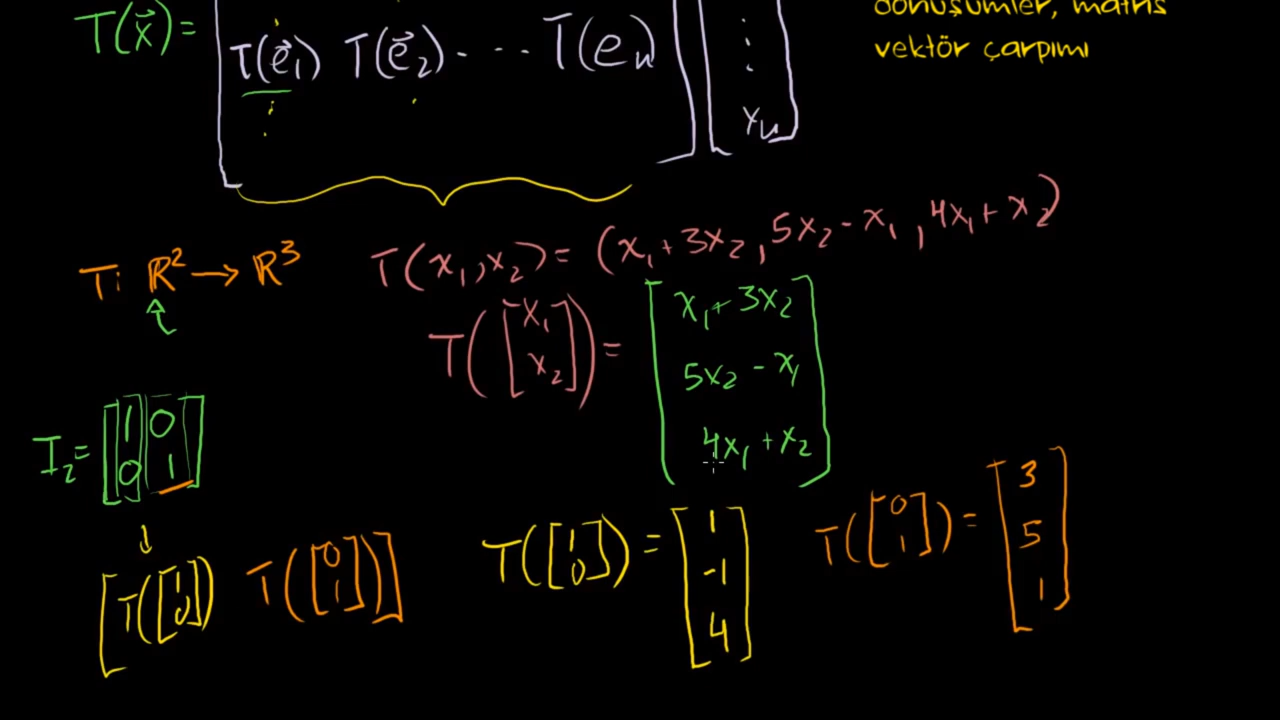 T(x⃗) = [T(e⃗₁) T(e⃗₂) · · · T(eₙ)] [⋮ xₙ]
dönüşümler, matris
vektör çarpımı
T: ℝ² → ℝ³
T(x₁, x₂) = (x₁ + 3x₂, 5x₂ - x₁, 4x₁ + x₂)
T([x₁ x₂]) = [x₁ + 3x₂
5x₂ - x₁
4x₁ + x₂]
I₂ = [1 0
0 1]
[T([1 0]) T([0 1])]
T([1 0]) = [1 -1 4]
T([0 1]) = [3 5 1]